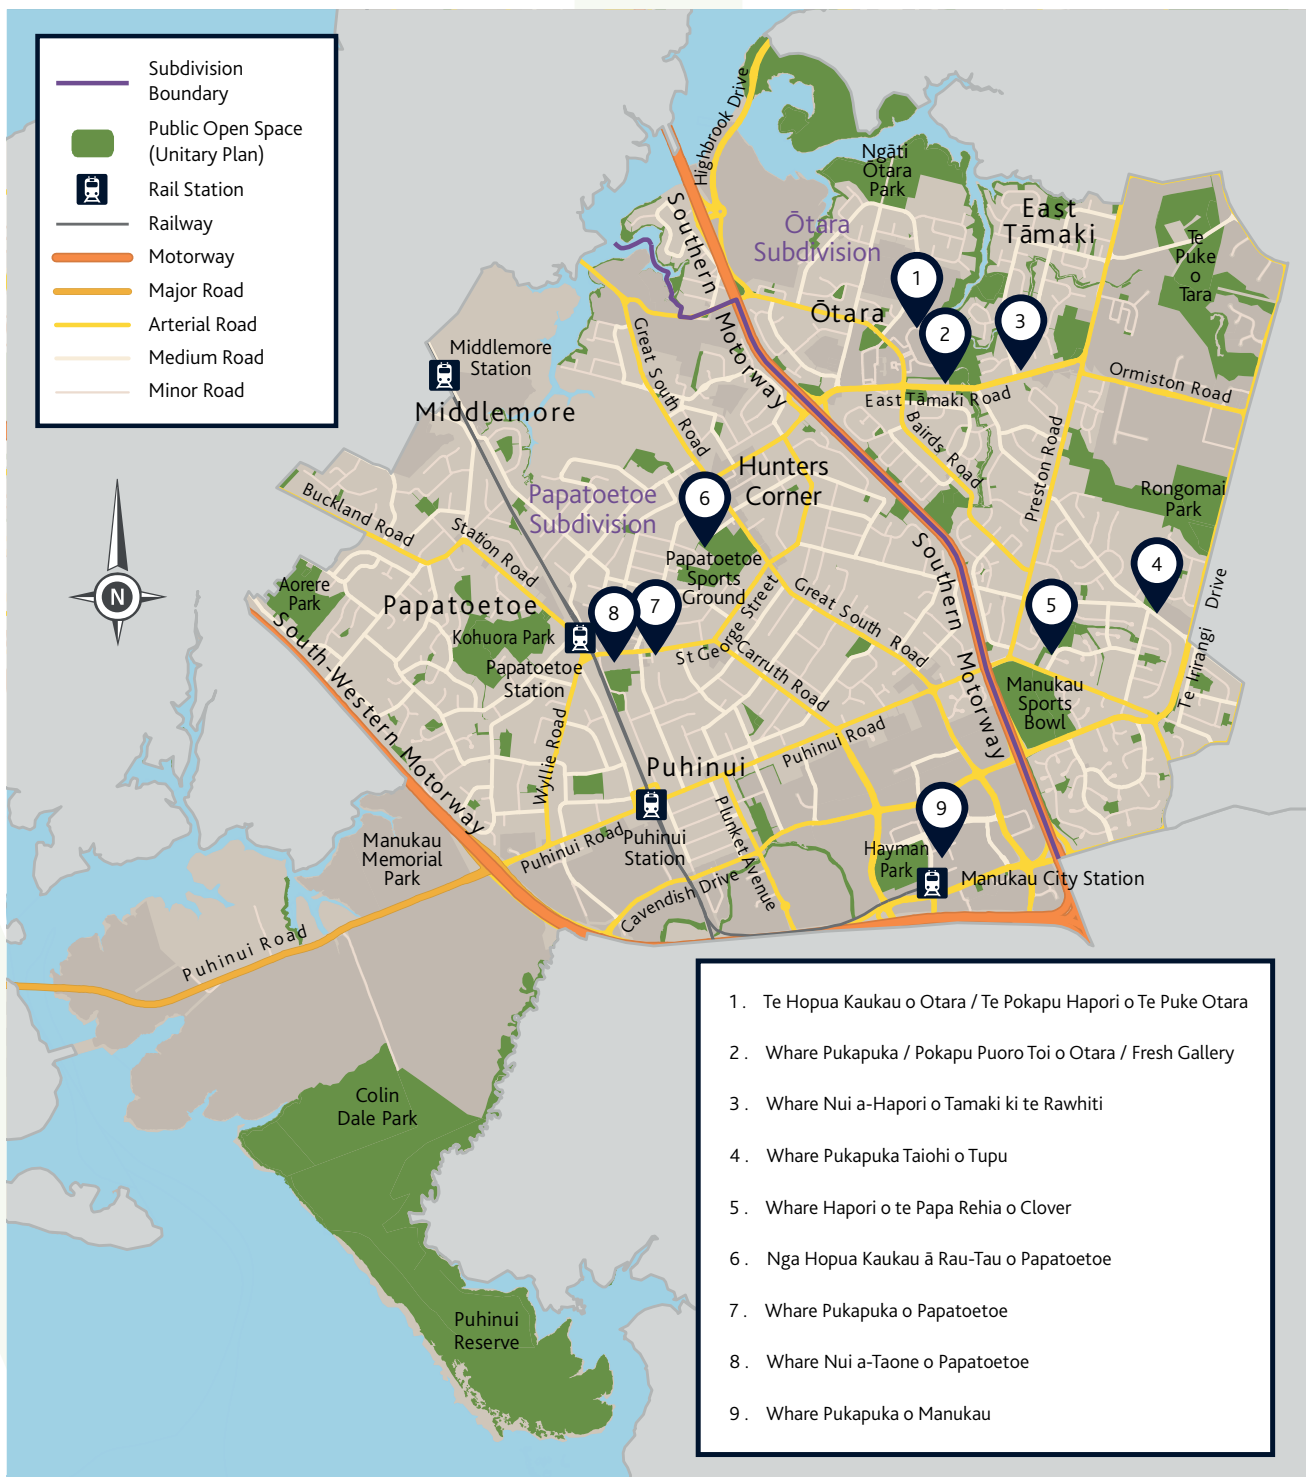 Subdivision
Boundary
Public Open Space
(Unitary Plan)
Rail Station
Railway
Motorway
Major Road
Arterial Road
Medium Road
Minor Road
N
Highbrook Drive
Ngāti
Ōtara
Park
East
Tāmaki
Te
Puke
o
Tara
Ōtara
Subdivision
Southern
Motorway
Ōtara
1
2
3
Great South Road
Middlemore
Station
Middlemore
East Tāmaki Road
Ormiston Road
Bairds Road
Preston Road
Hunters
Corner
Papatoetoe
Subdivision
6
Rongomai
Park
Buckland Road
Station Road
Papatoetoe
Sports
Ground
Southern
Motorway
4
5
Te Irirangi Drive
Aorere
Park
Papatoetoe
Kohuora Park
8
7
Papatoetoe
Station
St George Street
Great South Road
Carruth Road
Manukau
Sports
Bowl
South-Western Motorway
Wyllie Road
Puhinui
Puhinui Road
Puhinui Road
Puhinui
Station
Plunket Avenue
9
Hayman
Park
Manukau City Station
Manukau
Memorial
Park
Cavendish Drive
Puhinui Road
Colin
Dale Park
Puhinui
Reserve
1. Te Hopua Kaukau o Otara / Te Pokapu Hapori o Te Puke Otara
2. Whare Pukapuka / Pokapu Puoro Toi o Otara / Fresh Gallery
3. Whare Nui a-Hapori o Tamaki ki te Rawhiti
4. Whare Pukapuka Taiohi o Tupu
5. Whare Hapori o te Papa Rehia o Clover
6. Nga Hopua Kaukau ā Rau-Tau o Papatoetoe
7. Whare Pukapuka o Papatoetoe
8. Whare Nui a-Taone o Papatoetoe
9. Whare Pukapuka o Manukau